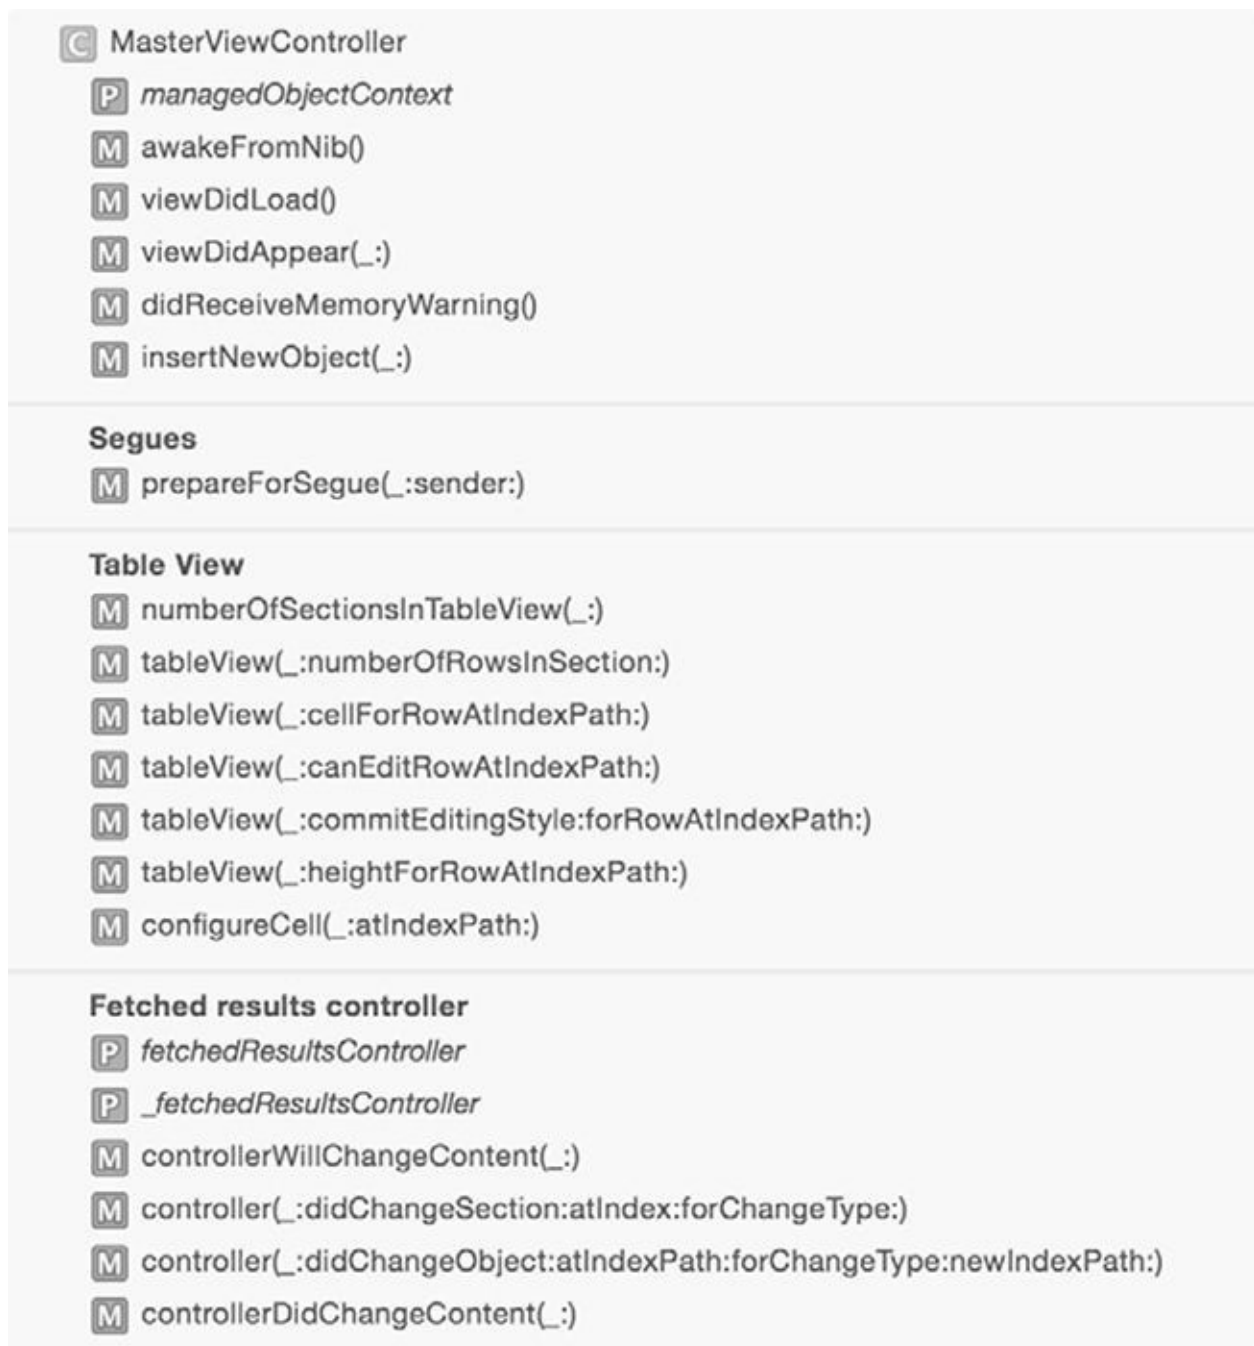 C MasterViewController
P managedObjectContext
M awakeFromNib()
M viewDidLoad()
M viewDidAppear(_:)
M didReceiveMemoryWarning()
M insertNewObject(_:)
Segues
M prepareForSegue(_:sender:)
Table View
M numberOfSectionsInTableView(_:)
M tableView(_:numberOfRowsInSection:)
M tableView(_:cellForRowAtIndexPath:)
M tableView(_:canEditRowAtIndexPath:)
M tableView(_:commitEditingStyle:forRowAtIndexPath:)
M tableView(_:heightForRowAtIndexPath:)
M configureCell(_:atIndexPath:)
Fetched results controller
P fetchedResultsController
P _fetchedResultsController
M controllerWillChangeContent(_:)
M controller(_:didChangeSection:atIndex:forChangeType:)
M controller(_:didChangeObject:atIndexPath:forChangeType:newIndexPath:)
M controllerDidChangeContent(_:)